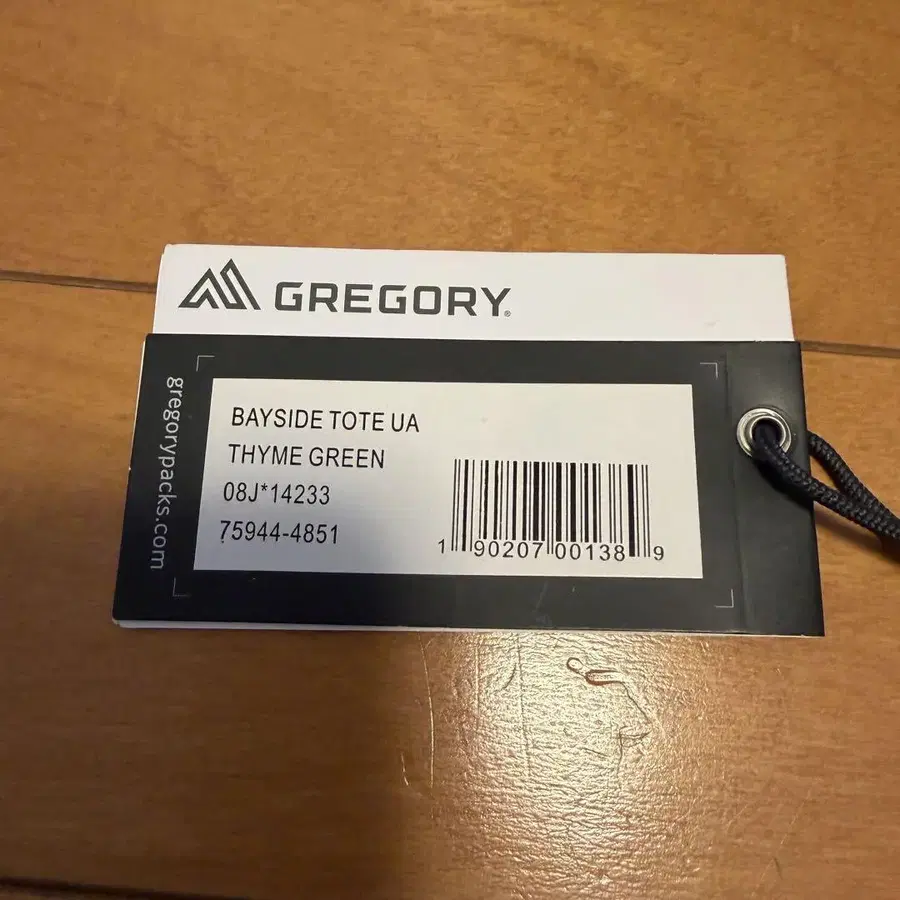 GREGORY®
gregorypacks.com
BAYSIDE TOTE UA
THYME GREEN
08J*14233
75944-4851
1 90207 00138 9